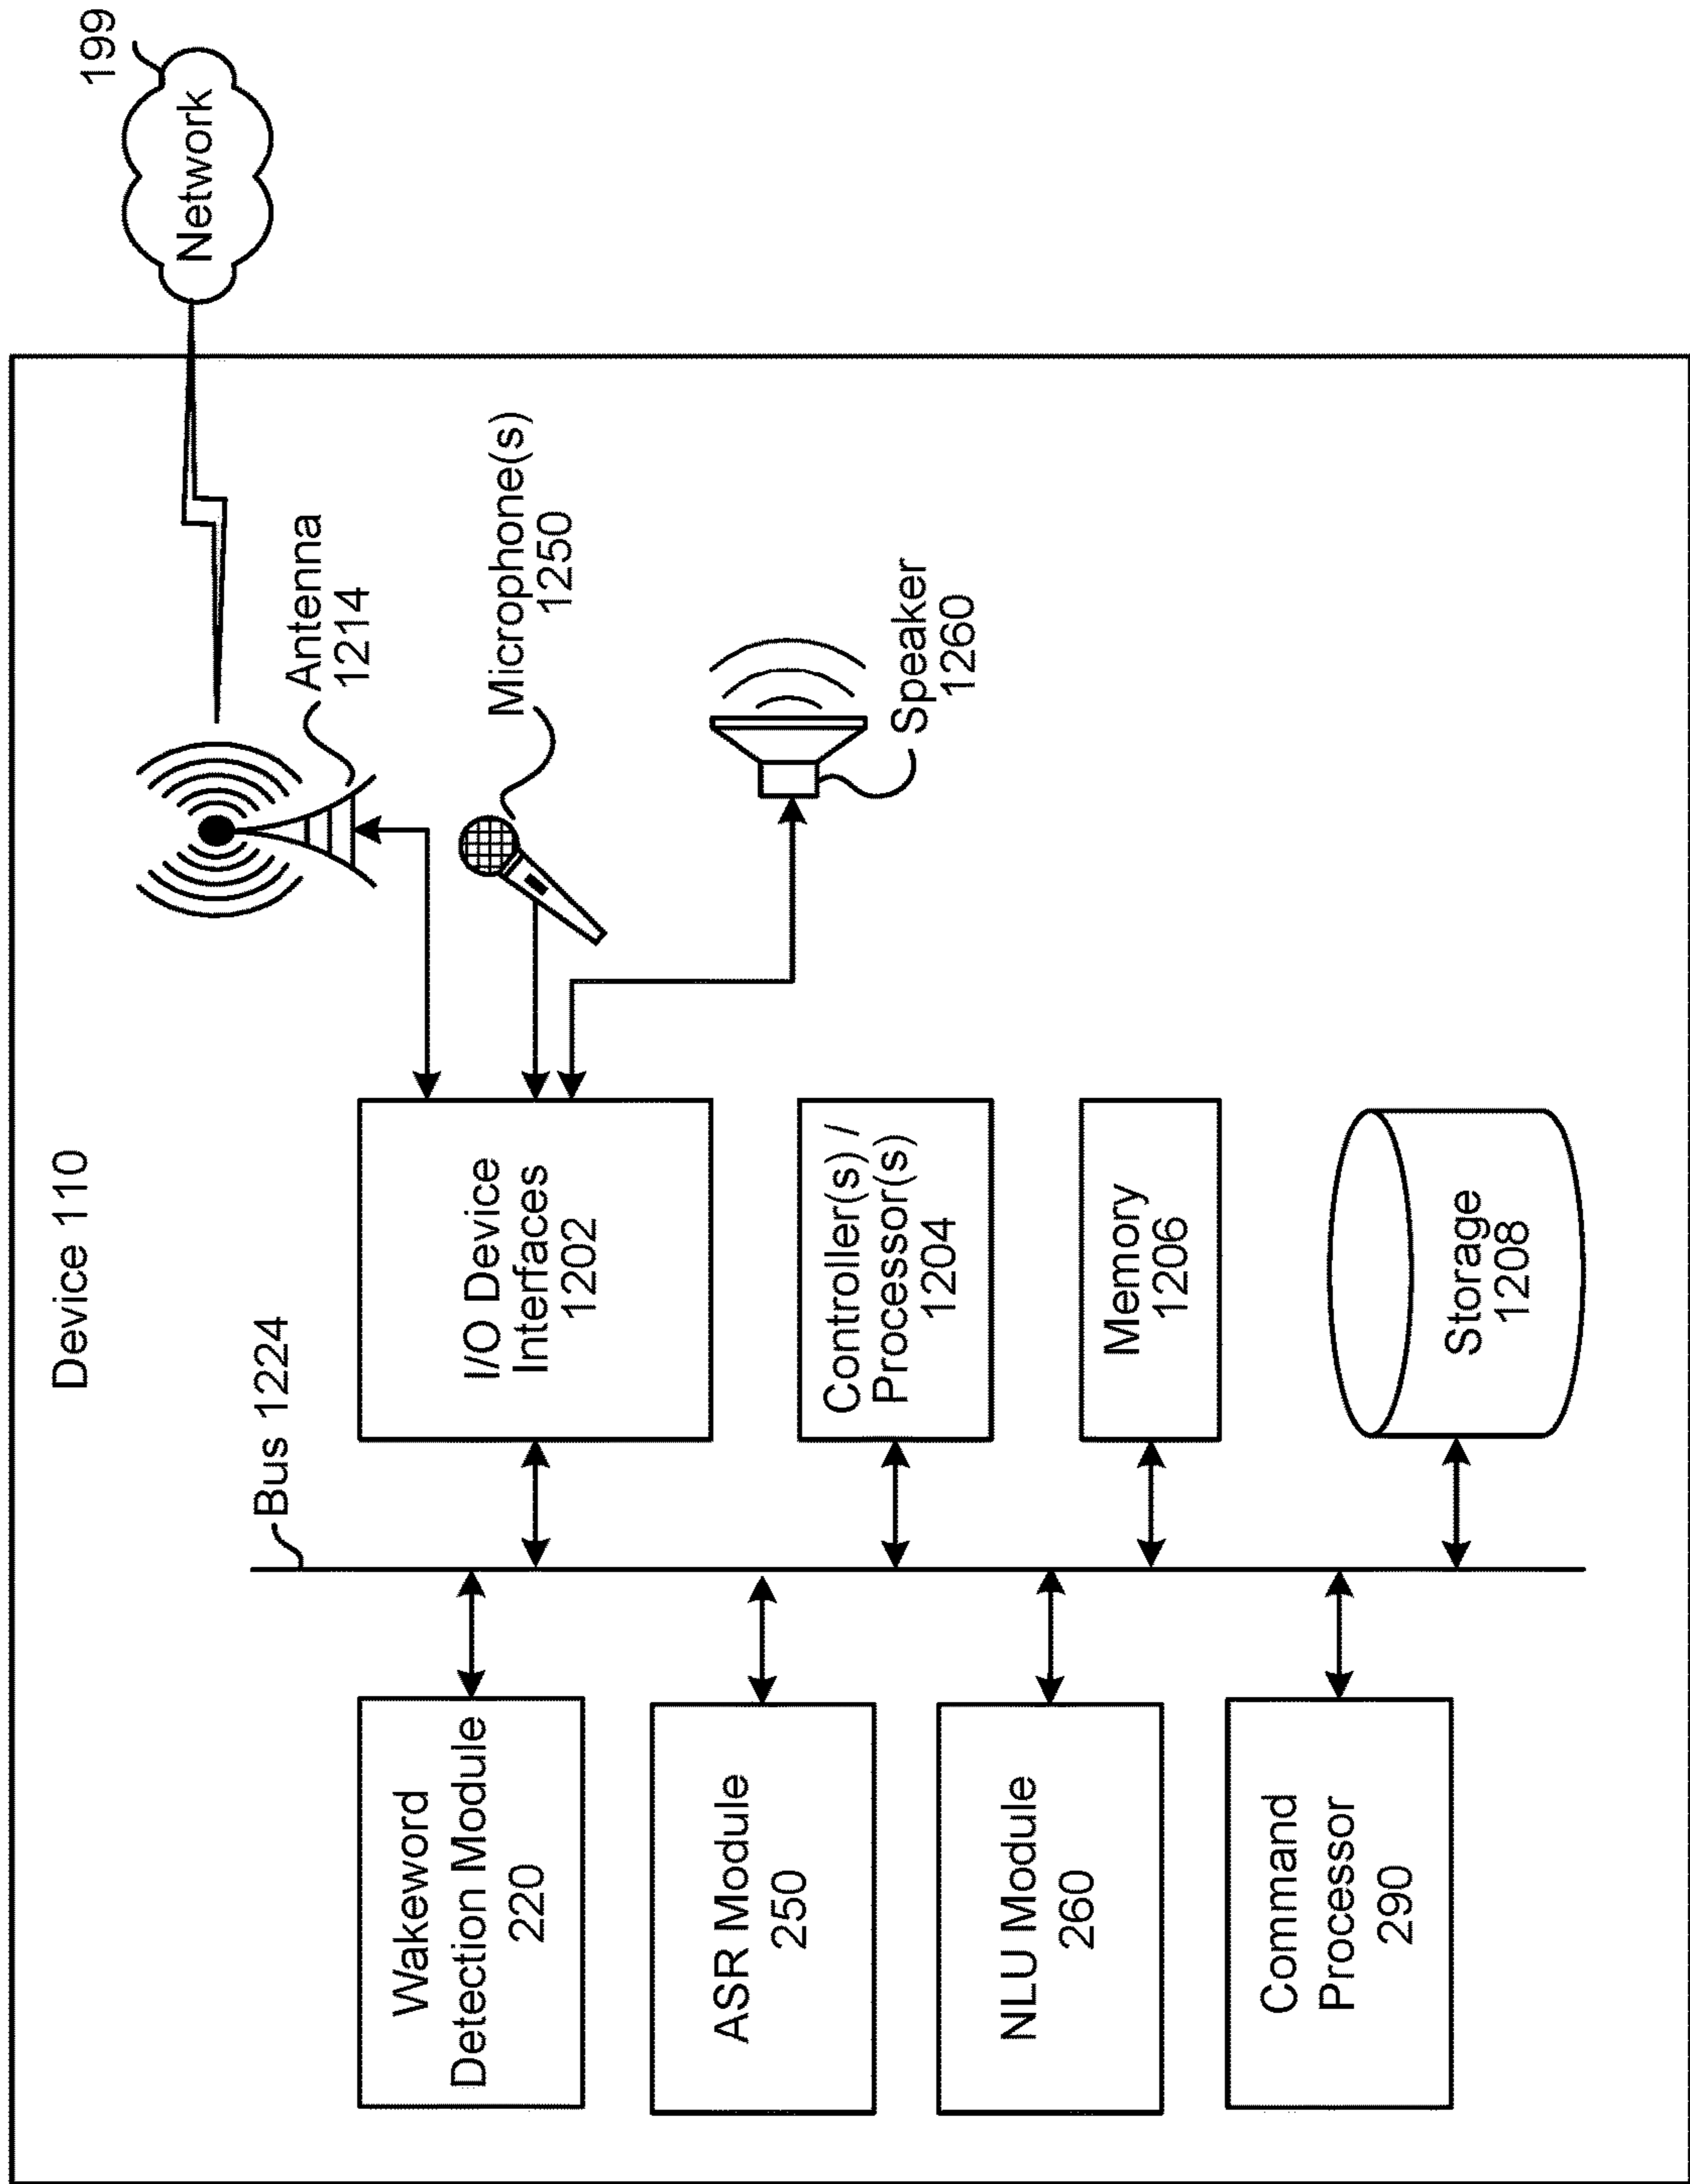 Device 110
Bus 1224
Wakeword
Detection Module
220
ASR Module
250
NLU Module
260
Command
Processor
290
I/O Device
Interfaces
1202
Controller(s) /
Processor(s)
1204
Memory
1206
Storage
1208
Antenna
1214
Microphone(s)
1250
Speaker
1260
199
Network